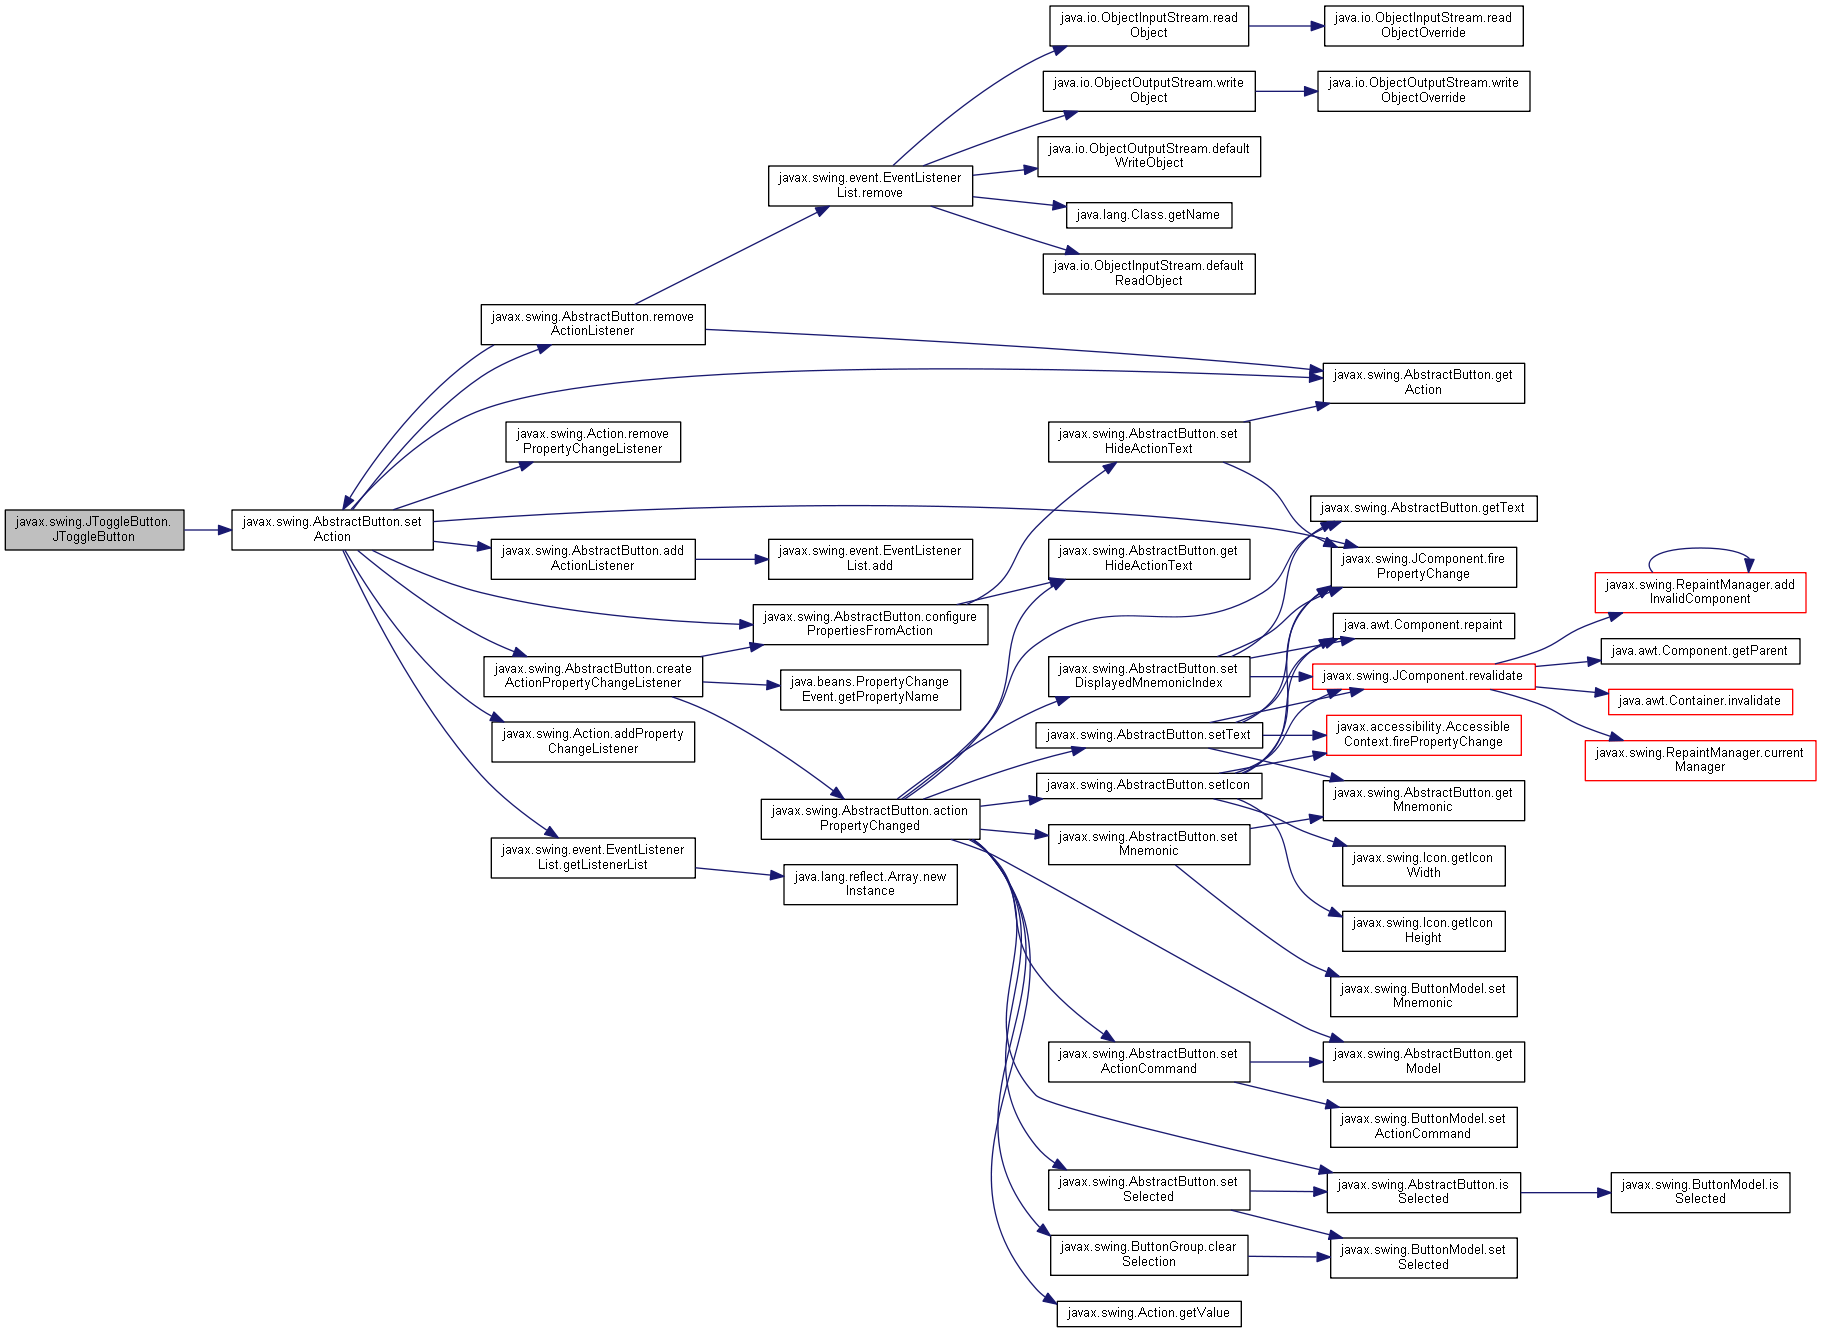 javax.swing.JToggleButton.
JToggleButton
javax.swing.AbstractButton.set
Action
javax.swing.AbstractButton.remove
ActionListener
javax.swing.Action.remove
PropertyChangeListener
javax.swing.AbstractButton.add
ActionListener
javax.swing.AbstractButton.create
ActionPropertyChangeListener
javax.swing.Action.addProperty
ChangeListener
javax.swing.event.EventListener
List.getListenerList
javax.swing.event.EventListener
List.remove
javax.swing.event.EventListener
List.add
javax.swing.AbstractButton.configure
PropertiesFromAction
java.beans.PropertyChange
Event.getPropertyName
javax.swing.AbstractButton.action
PropertyChanged
java.lang.reflect.Array.new
Instance
java.io.ObjectInputStream.read
Object
java.io.ObjectOutputStream.write
Object
java.io.ObjectOutputStream.default
WriteObject
java.lang.Class.getName
java.io.ObjectInputStream.default
ReadObject
javax.swing.AbstractButton.set
HideActionText
javax.swing.AbstractButton.get
HideActionText
javax.swing.AbstractButton.set
DisplayedMnemonicIndex
javax.swing.AbstractButton.setText
javax.swing.AbstractButton.setIcon
javax.swing.AbstractButton.set
Mnemonic
javax.swing.AbstractButton.set
ActionCommand
javax.swing.AbstractButton.set
Selected
javax.swing.ButtonGroup.clear
Selection
javax.swing.Action.getValue
java.io.ObjectInputStream.read
ObjectOverride
java.io.ObjectOutputStream.write
ObjectOverride
javax.swing.AbstractButton.get
Action
javax.swing.AbstractButton.getText
javax.swing.JComponent.fire
PropertyChange
java.awt.Component.repaint
javax.swing.JComponent.revalidate
javax.accessibility.Accessible
Context.firePropertyChange
javax.swing.AbstractButton.get
Mnemonic
javax.swing.Icon.getIcon
Width
javax.swing.Icon.getIcon
Height
javax.swing.ButtonModel.set
Mnemonic
javax.swing.AbstractButton.get
Model
javax.swing.ButtonModel.set
ActionCommand
javax.swing.AbstractButton.is
Selected
javax.swing.ButtonModel.set
Selected
javax.swing.RepaintManager.add
InvalidComponent
java.awt.Component.getParent
java.awt.Container.invalidate
javax.swing.RepaintManager.current
Manager
javax.swing.ButtonModel.is
Selected